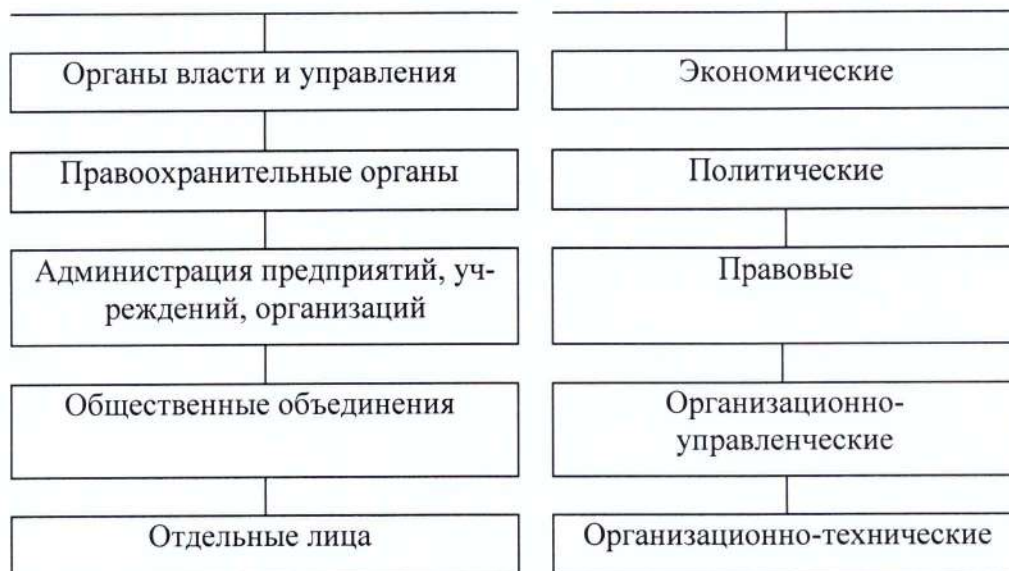 Органы власти и управления
Правоохранительные органы
Администрация предприятий, уч-
реждений, организаций
Общественные объединения
Отдельные лица
Экономические
Политические
Правовые
Организационно-
управленческие
Организационно-технические